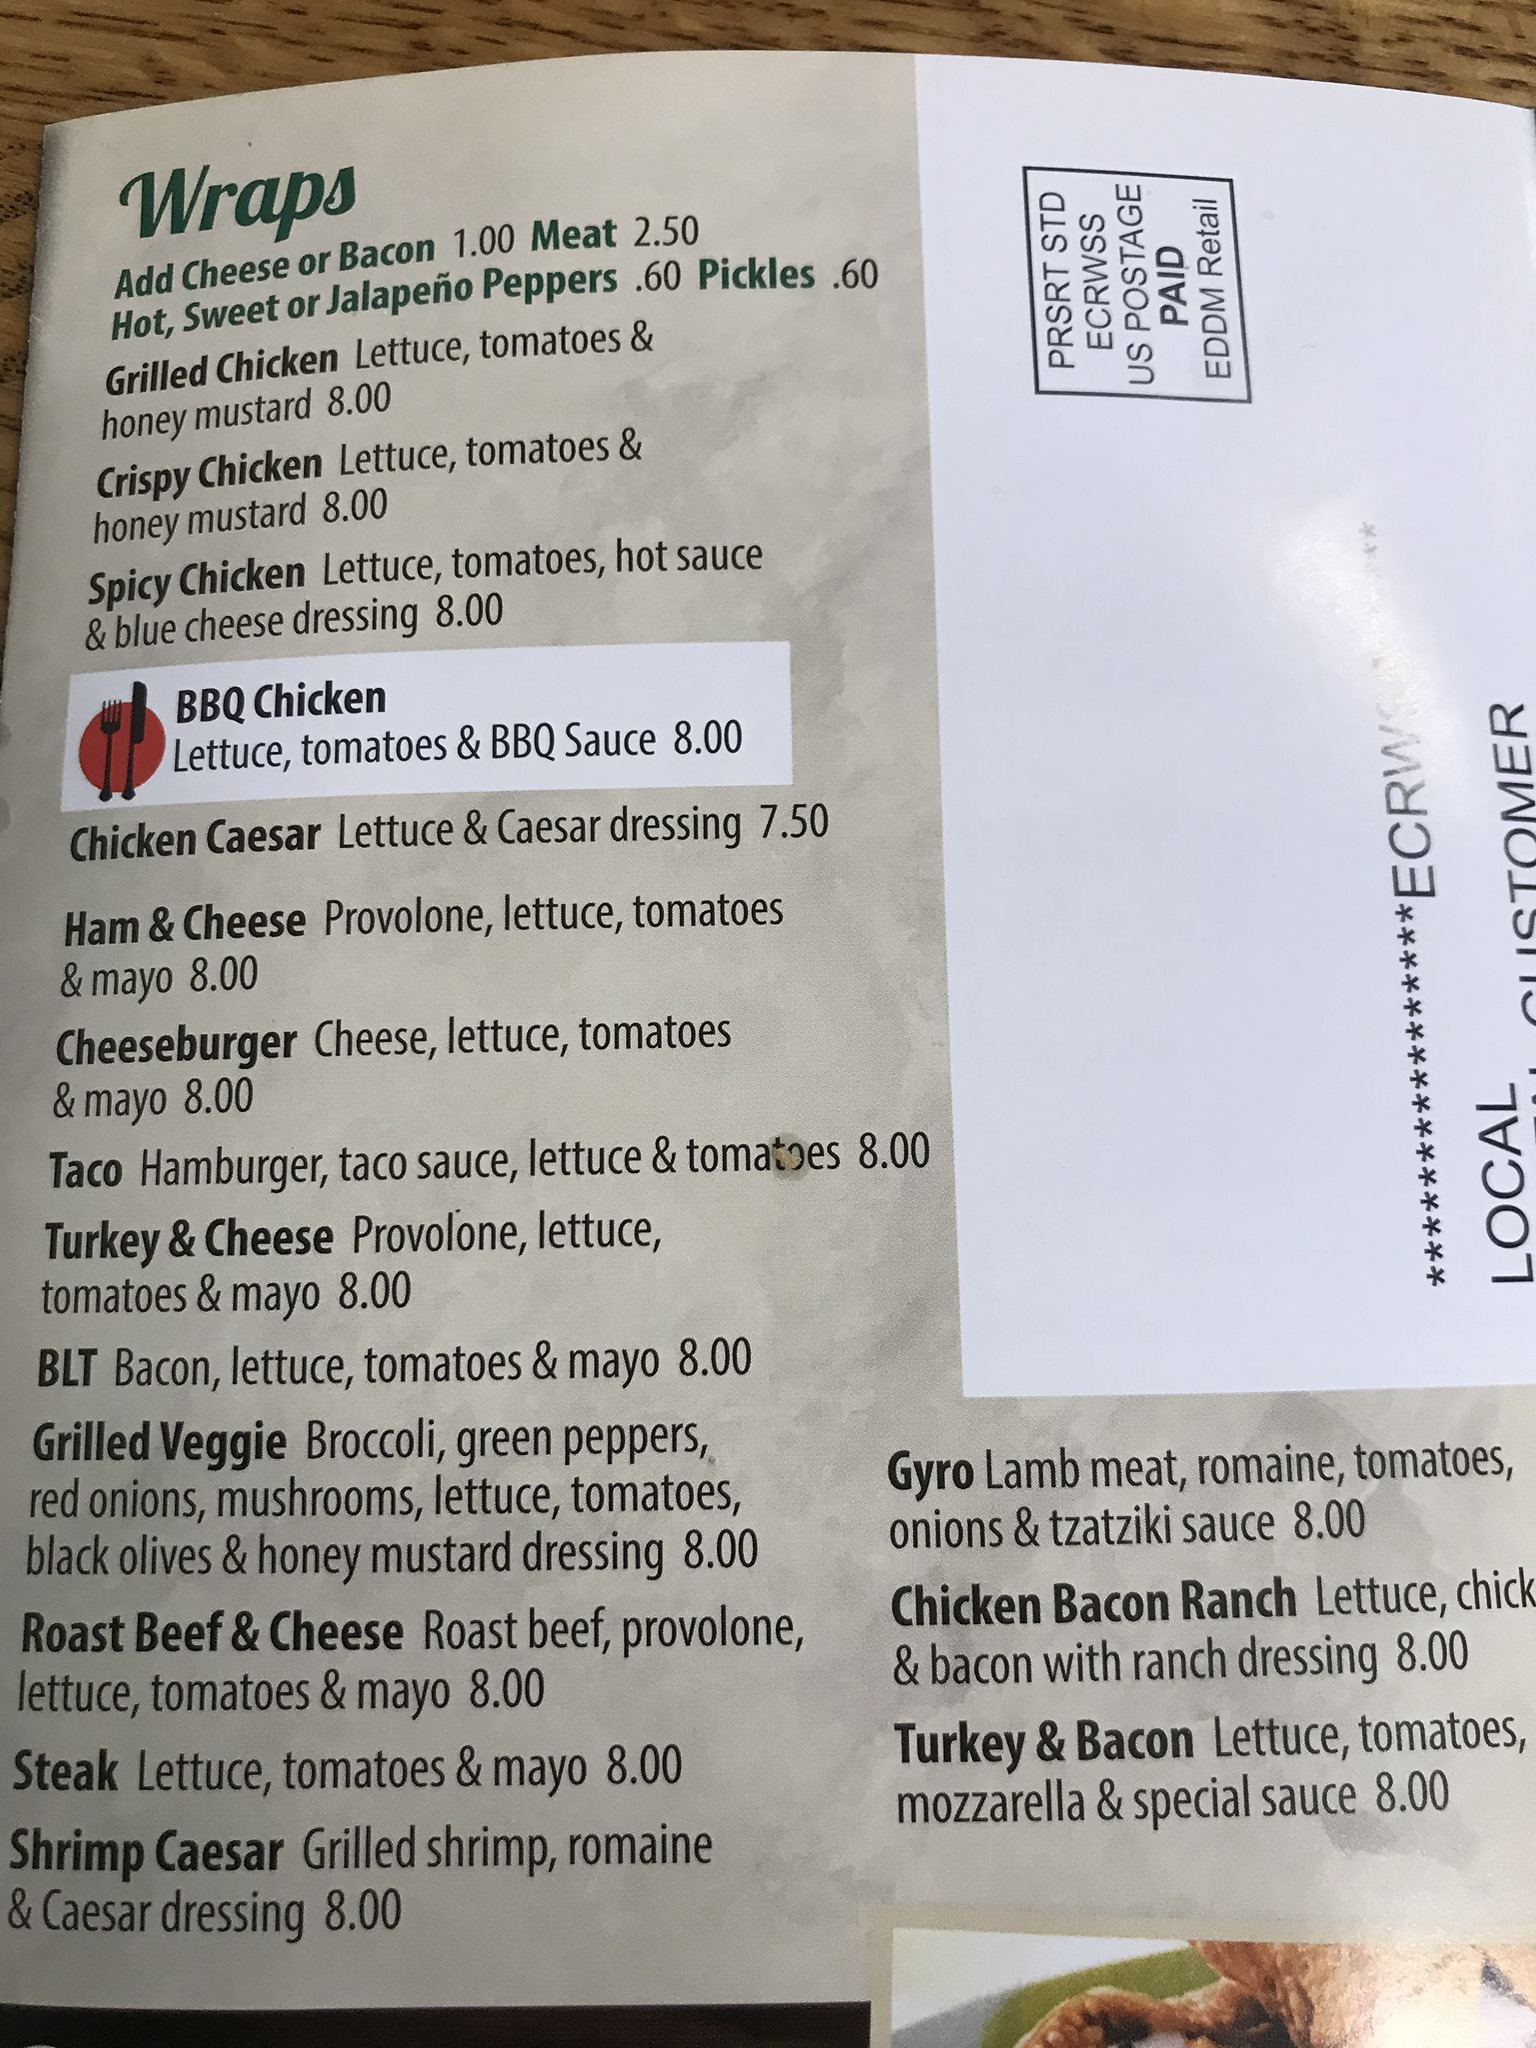 Wraps
Add Cheese or Bacon 1.00 Meat 2.50
Hot, Sweet or Jalapeño Peppers .60 Pickles .60
Grilled Chicken Lettuce, tomatoes &
honey mustard 8.00
Crispy Chicken Lettuce, tomatoes &
honey mustard 8.00
Spicy Chicken Lettuce, tomatoes, hot sauce
& blue cheese dressing 8.00
BBQ Chicken
Lettuce, tomatoes & BBQ Sauce 8.00
Chicken Caesar Lettuce & Caesar dressing 7.50
Ham & Cheese Provolone, lettuce, tomatoes
& mayo 8.00
Cheeseburger Cheese, lettuce, tomatoes
& mayo 8.00
Taco Hamburger, taco sauce, lettuce & tomatoes 8.00
Turkey & Cheese Provolone, lettuce,
tomatoes & mayo 8.00
BLT Bacon, lettuce, tomatoes & mayo 8.00
Grilled Veggie Broccoli, green peppers,
red onions, mushrooms, lettuce, tomatoes,
black olives & honey mustard dressing 8.00
Roast Beef & Cheese Roast beef, provolone,
lettuce, tomatoes & mayo 8.00
Steak Lettuce, tomatoes & mayo 8.00
Shrimp Caesar Grilled shrimp, romaine
& Caesar dressing 8.00
Gyro Lamb meat, romaine, tomatoes,
onions & tzatziki sauce 8.00
Chicken Bacon Ranch Lettuce, chick
& bacon with ranch dressing 8.00
Turkey & Bacon Lettuce, tomatoes,
mozzarella & special sauce 8.00
PRSRT STD
ECRWSS
US POSTAGE
PAID
EDDM Retail
LOCAL
CUSTOMER